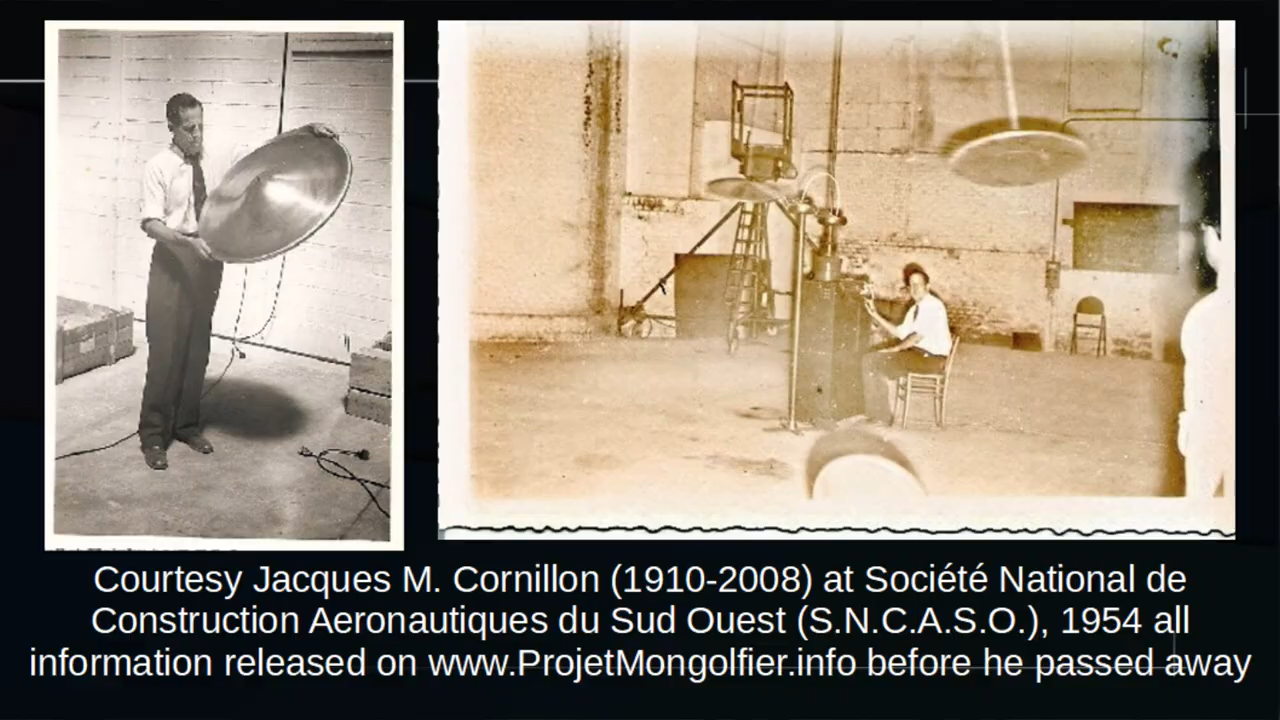 Courtesy Jacques M. Cornillon (1910-2008) at Société National de
Construction Aeronautiques du Sud Ouest (S.N.C.A.S.O.), 1954 all
information released on www.ProjetMongolfier.info before he passed away